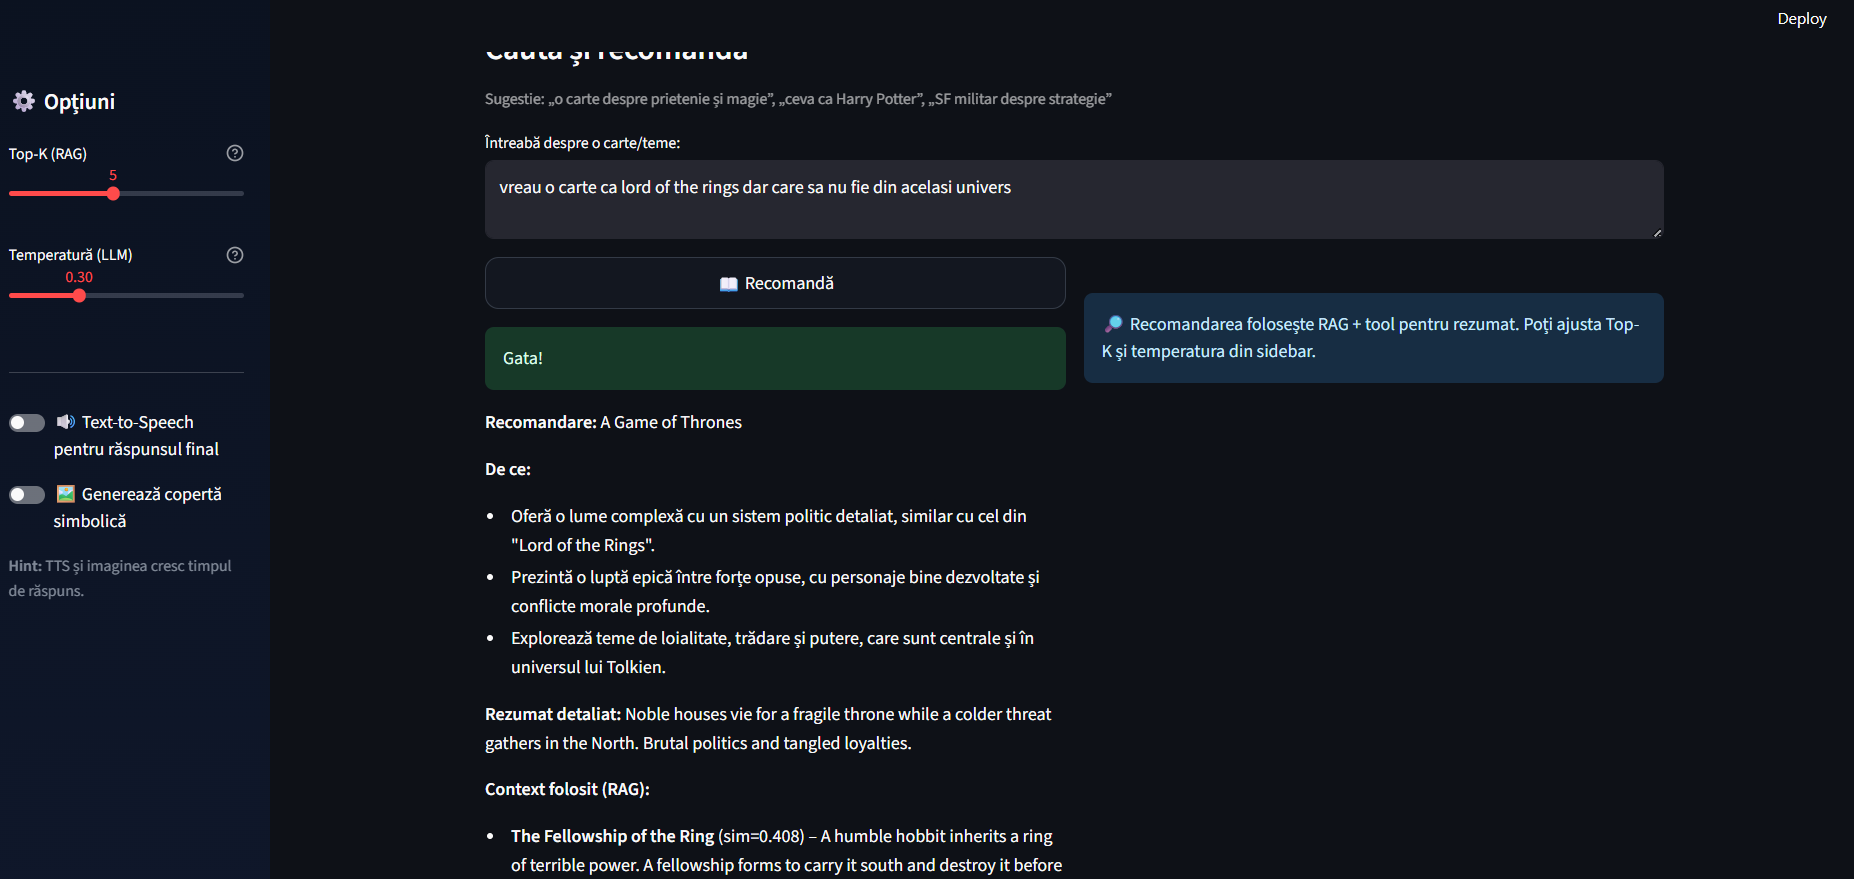 Deploy
Opțiuni
Top-K (RAG)
5
Temperatură (LLM)
0.30
Text-to-Speech
pentru răspunsul final
Generează copertă
simbolică
Hint: TTS și imaginea cresc timpul
de răspuns.
Caută și recomandă
Sugestie: „o carte despre prietenie și magie”, „ceva ca Harry Potter”, „SF militar despre strategie”
Întreabă despre o carte/teme:
vreau o carte ca lord of the rings dar care sa nu fie din acelasi univers
Recomandă
Gata!
Recomandarea folosește RAG + tool pentru rezumat. Poți ajusta Top-
K și temperatura din sidebar.
Recomandare: A Game of Thrones
De ce:
• Oferă o lume complexă cu un sistem politic detaliat, similar cu cel din
"Lord of the Rings".
• Prezintă o luptă epică între forțe opuse, cu personaje bine dezvoltate și
conflicte morale profunde.
• Explorează teme de loialitate, trădare și putere, care sunt centrale și în
universul lui Tolkien.
Rezumat detaliat: Noble houses vie for a fragile throne while a colder threat
gathers in the North. Brutal politics and tangled loyalties.
Context folosit (RAG):
• The Fellowship of the Ring (sim=0.408) – A humble hobbit inherits a ring
of terrible power. A fellowship forms to carry it south and destroy it before